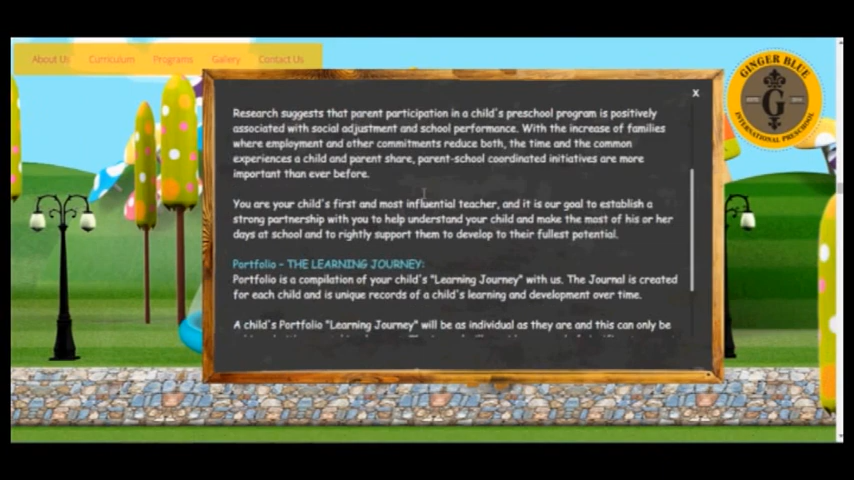 About Us Curriculum Programs Gallery Contact Us
GINGER BLUE
G
INTERNATIONAL PRESCHOOL
X
Research suggests that parent participation in a child's preschool program is positively
associated with social adjustment and school performance. With the increase of families
where employment and other commitments reduce both, the time and the common
experiences a child and parent share, parent-school coordinated initiatives are more
important than ever before.
You are your child's first and most influential teacher, and it is our goal to establish a
strong partnership with you to help understand your child and make the most of his or her
days at school and to rightly support them to develop to their fullest potential.
Portfolio - THE LEARNING JOURNEY:
Portfolio is a compilation of your child's "Learning Journey" with us. The Journal is created
for each child and is unique records of a child's learning and development over time.
A child's Portfolio "Learning Journey" will be as individual as they are and this can only be